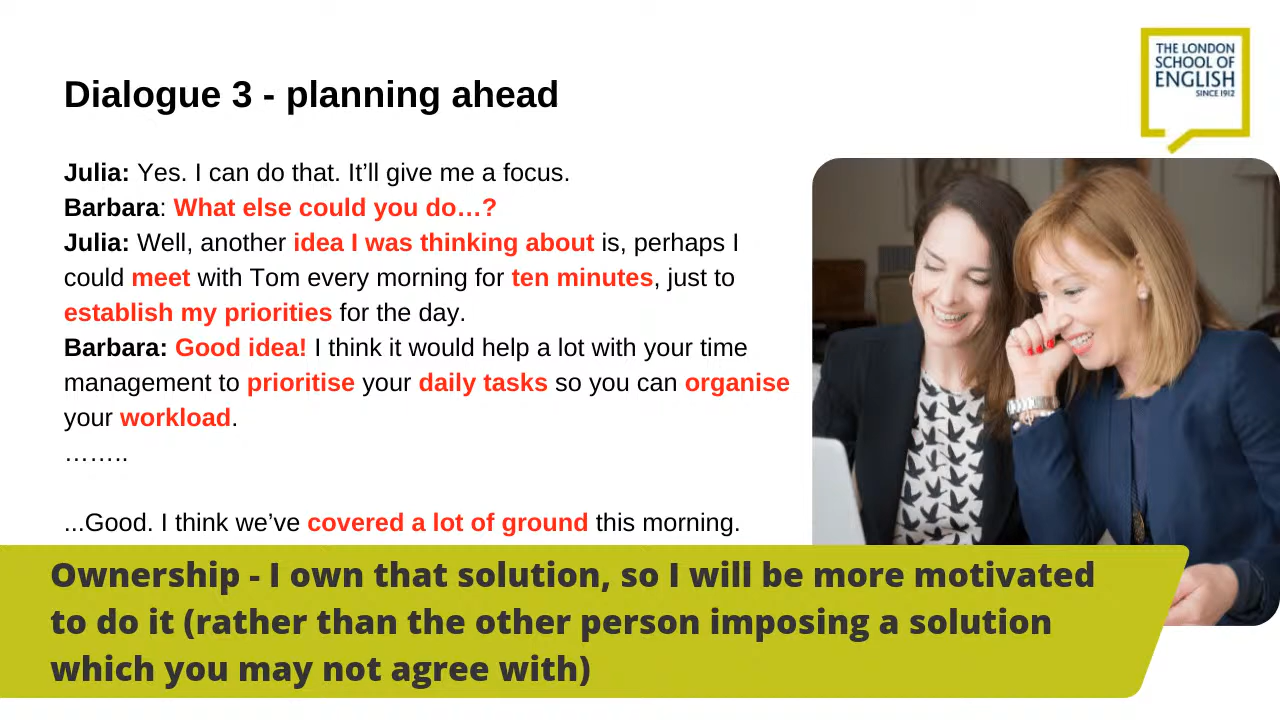 THE LONDON
SCHOOL OF
ENGLISH
SINCE 1912
Dialogue 3 - planning ahead
Julia: Yes. I can do that. It’ll give me a focus.
Barbara: What else could you do…?
Julia: Well, another idea I was thinking about is, perhaps I
could meet with Tom every morning for ten minutes, just to
establish my priorities for the day.
Barbara: Good idea! I think it would help a lot with your time
management to prioritise your daily tasks so you can organise
your workload.
……..
...Good. I think we’ve covered a lot of ground this morning.
Ownership - I own that solution, so I will be more motivated
to do it (rather than the other person imposing a solution
which you may not agree with)